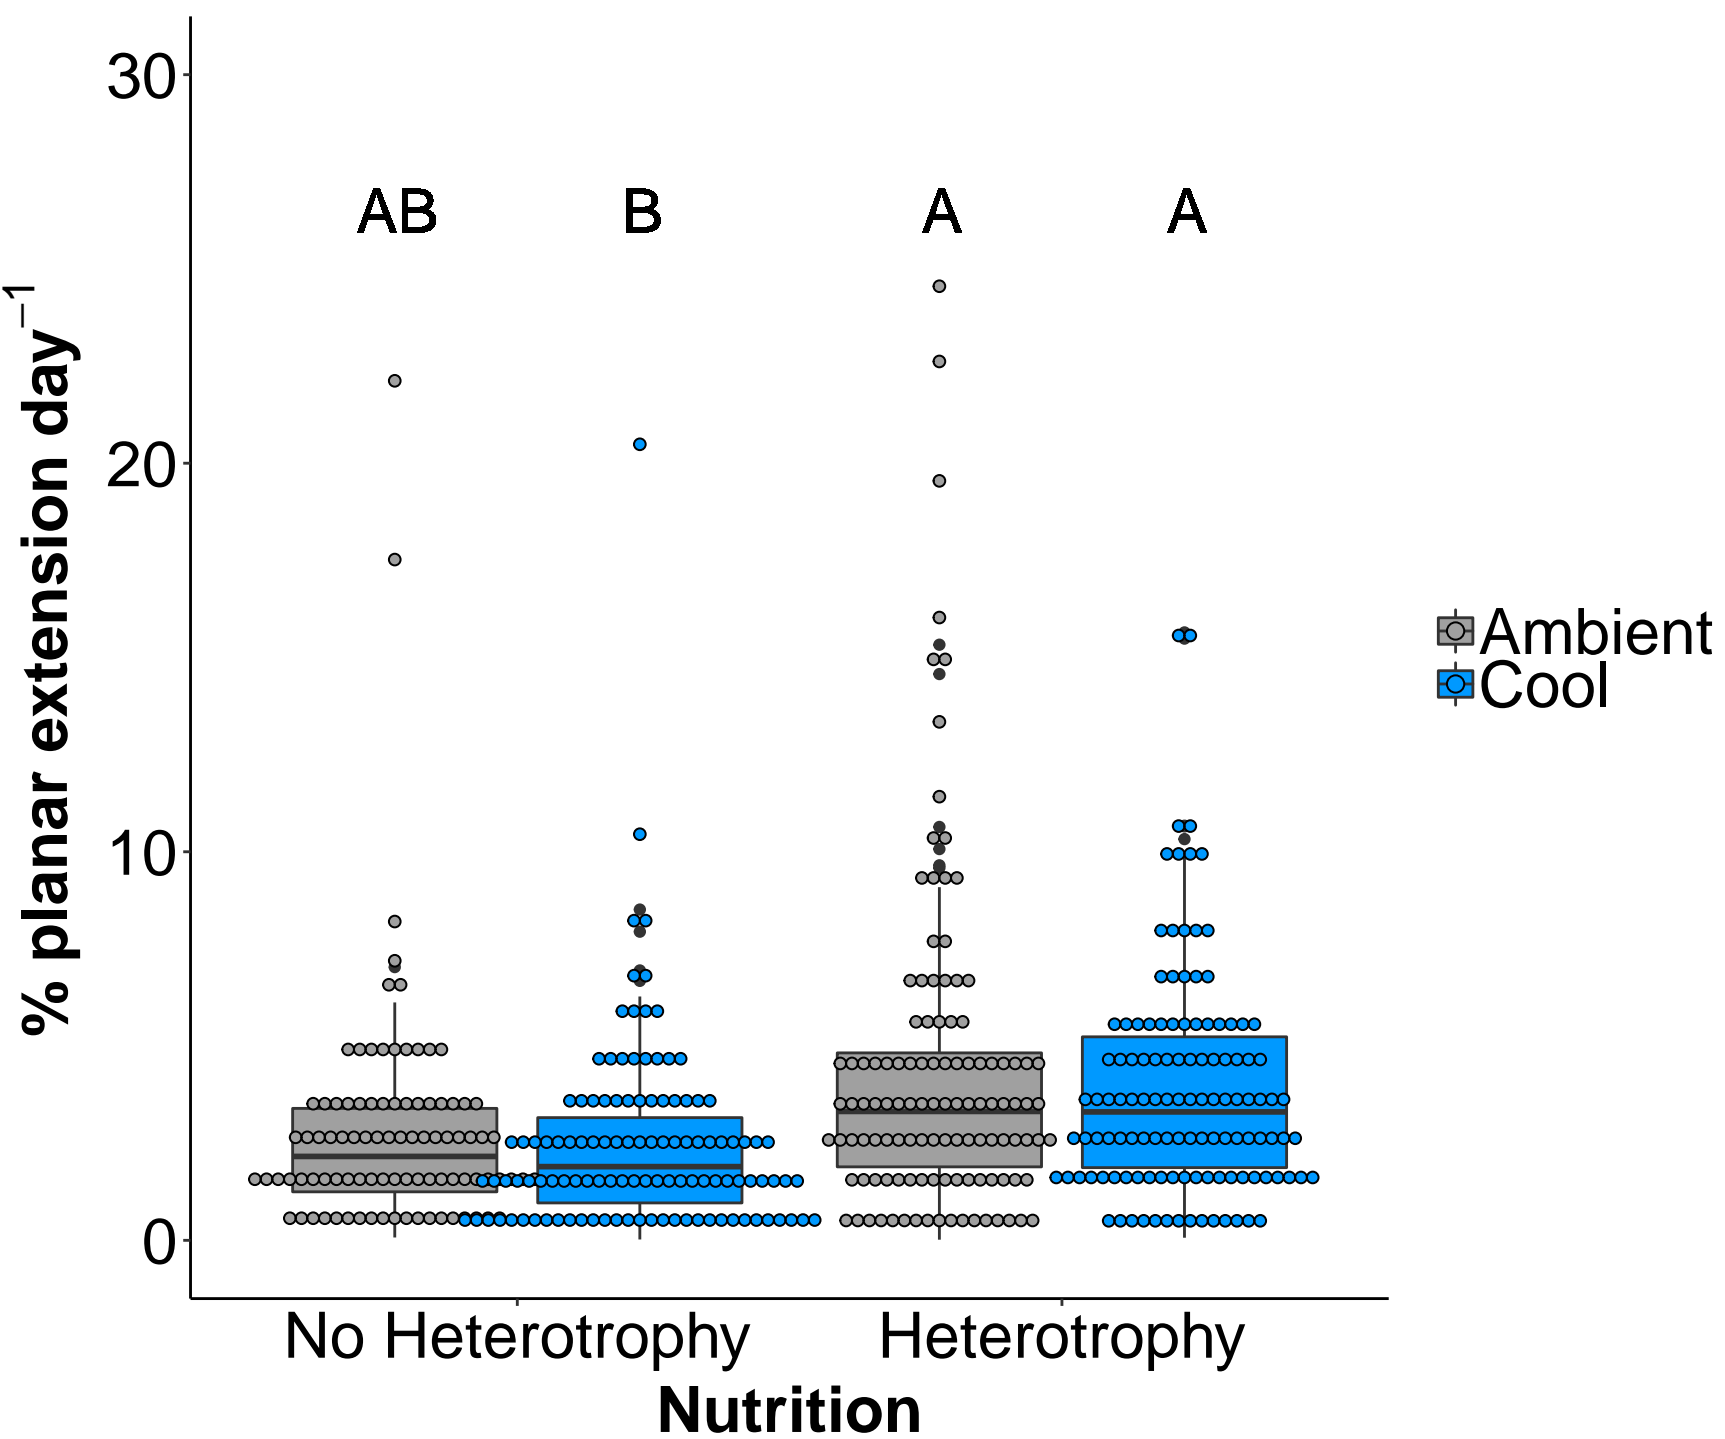 % planar extension day−1
30
20
10
0
AB B A A
No Heterotrophy Heterotrophy
Nutrition
Ambient
Cool